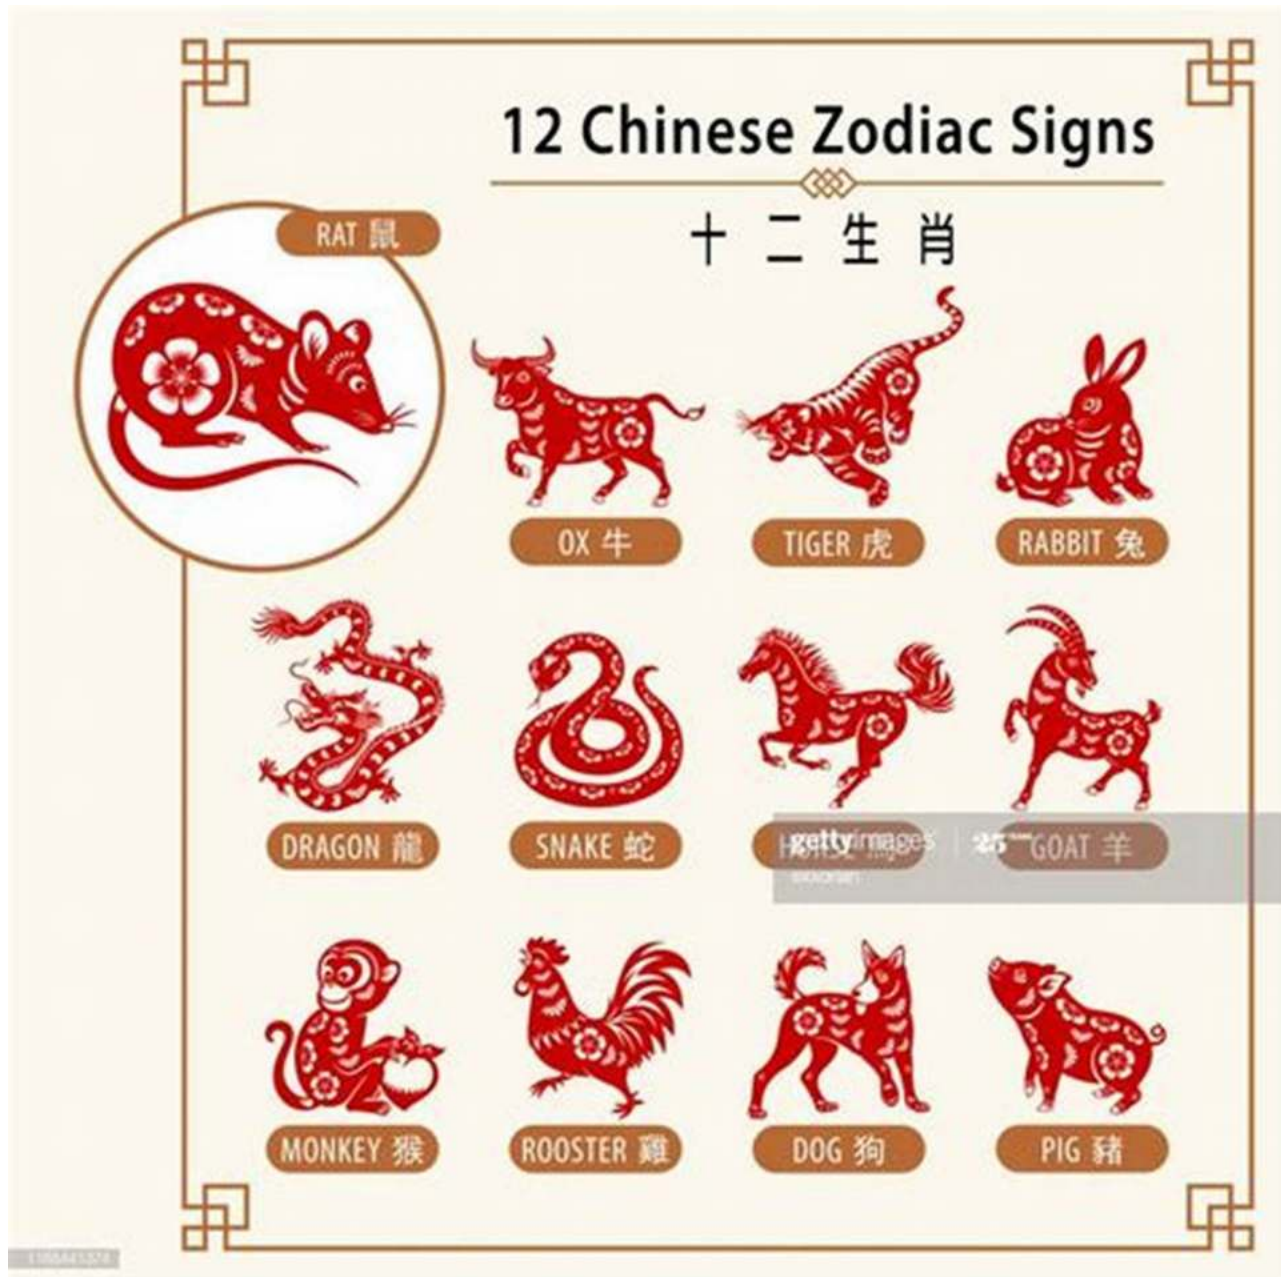 12 Chinese Zodiac Signs
十二生肖
RAT 鼠
OX 牛
TIGER 虎
RABBIT 兔
DRAGON 龍
SNAKE 蛇
gettyimages®
GOAT 羊
MONKEY 猴
ROOSTER 雞
DOG 狗
PIG 豬